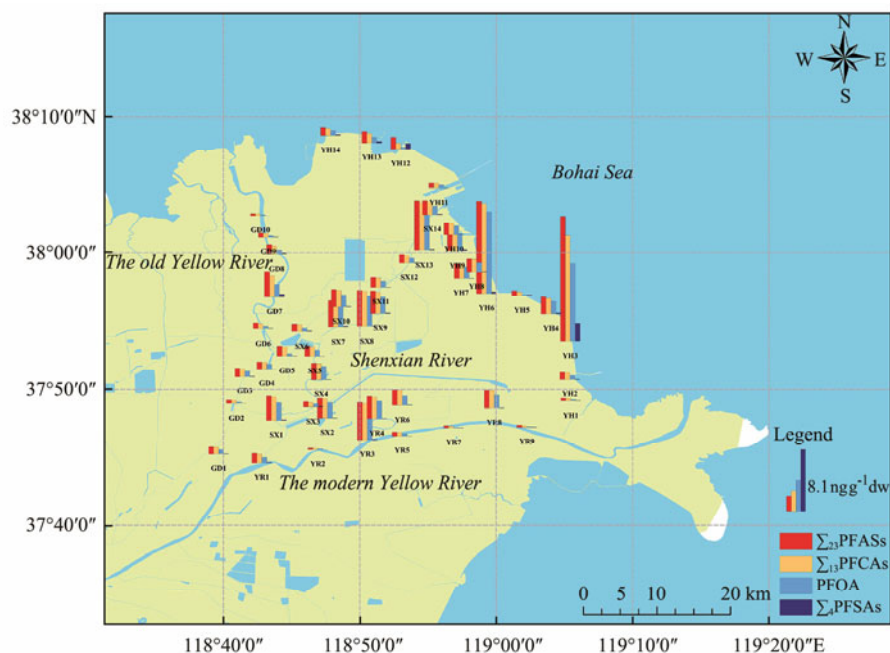 N
W E
S
38°10′0″N
38°00′0″
37°50′0″
37°40′0″
118°40′0″
118°50′0″
119°00′0″
119°10′0″
119°20′0″E
Bohai Sea
The old Yellow River
Shenxian River
The modern Yellow River
YH14
YH13
YH12
YH11
YH10
YH9
YH8
YH7
YH6
YH5
YH4
YH3
YH2
YH1
SX14
SX13
SX12
SX11
SX10
SX9
SX8
SX7
SX6
SX5
SX4
SX3
SX2
SX1
GD10
GD9
GD8
GD7
GD6
GD5
GD4
GD3
GD2
GD1
YR1
YR2
YR3
YR4
YR5
YR6
YR7
YR8
YR9
Legend
8.1ngg⁻¹dw
∑₂₃PFASs
∑₁₃PFCAs
PFOA
∑₄PFSAs
0 5 10 20 km